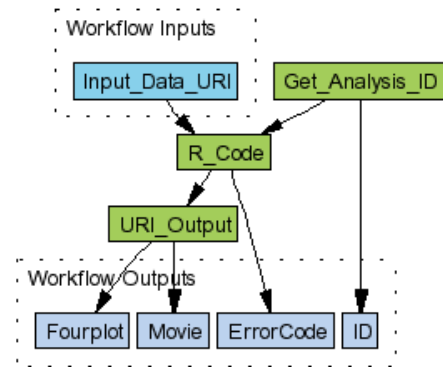 Workflow Inputs
Input_Data_URI
Get_Analysis_ID
R_Code
URI_Output
Workflow Outputs
Fourplot
Movie
ErrorCode
ID